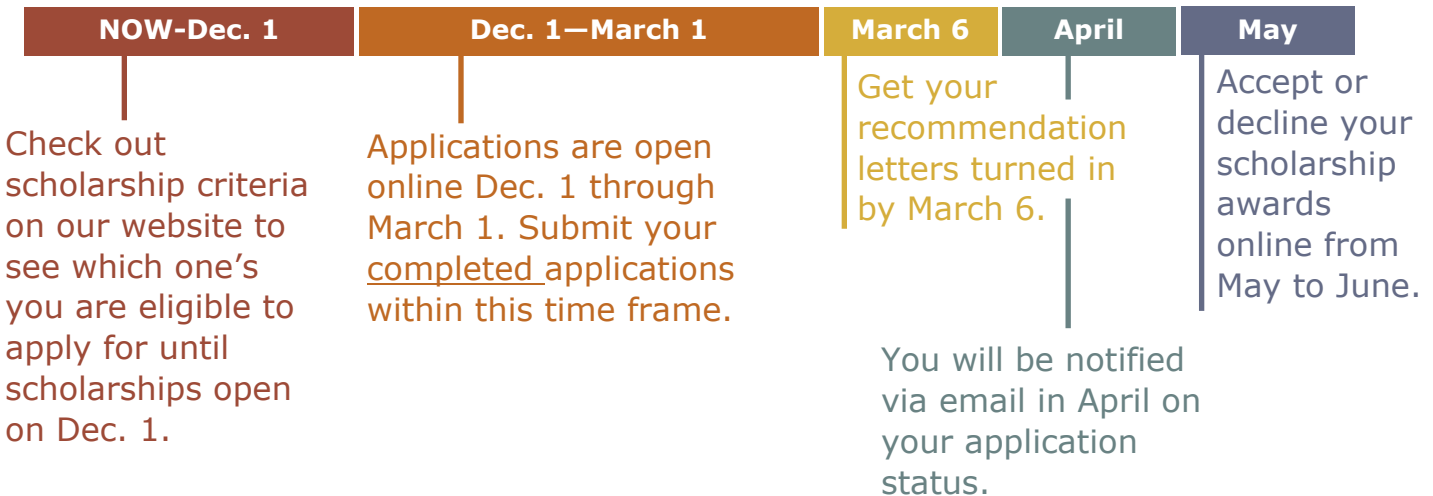 NOW-Dec. 1
Check out
scholarship criteria
on our website to
see which one’s
you are eligible to
apply for until
scholarships open
on Dec. 1.
Dec. 1—March 1
Applications are open
online Dec. 1 through
March 1. Submit your
completed applications
within this time frame.
March 6
Get your
recommendation
letters turned in
by March 6.
April
You will be notified
via email in April on
your application
status.
May
Accept or
decline your
scholarship
awards
online from
May to June.